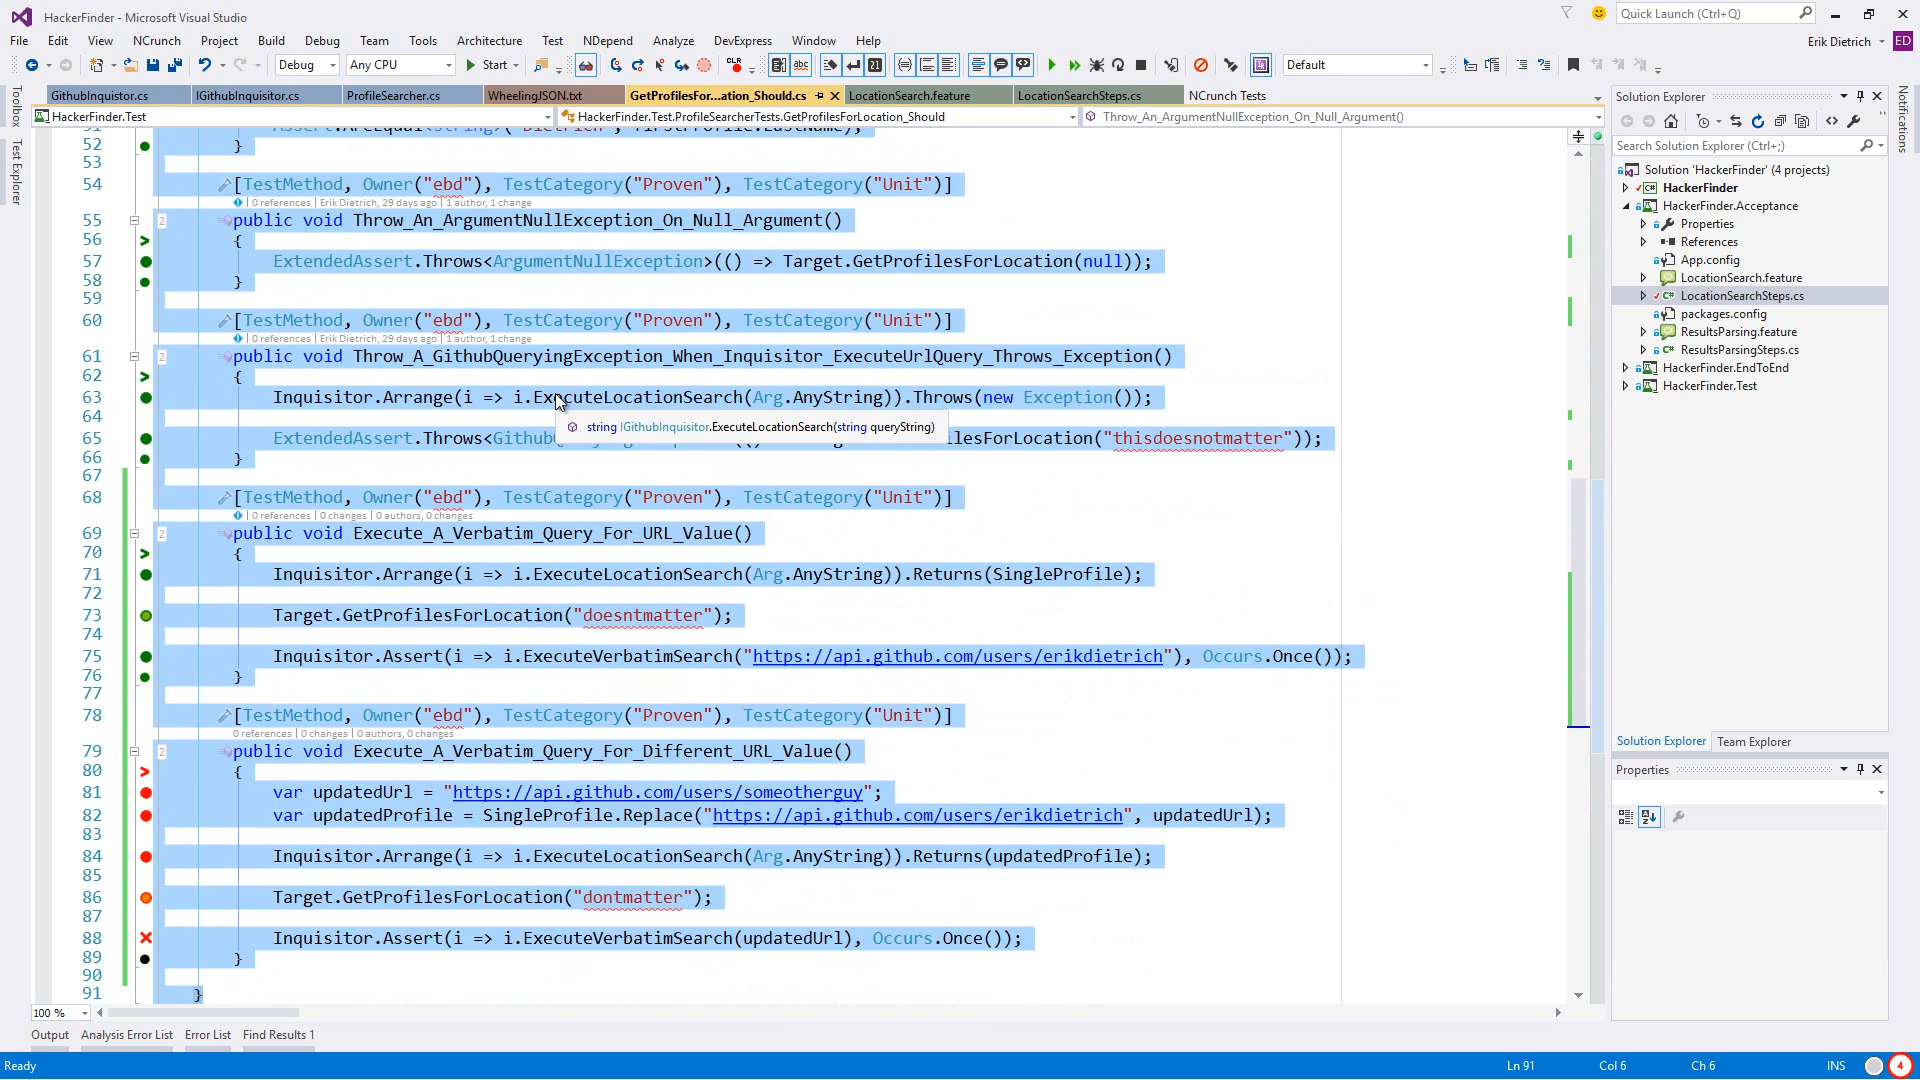 HackerFinder - Microsoft Visual Studio
Quick Launch (Ctrl+Q)
File Edit View NCrunch Project Build Debug Team Tools Architecture Test NDepend Analyze DevExpress Window Help
Erik Dietrich ED
Debug Any CPU Start CLR abc Default
Toolbox
Test Explorer
Notifications
GithubInquistor.cs IGithubInquisitor.cs ProfileSearcher.cs WheelingJSON.txt GetProfilesFor...ation_Should.cs LocationSearch.feature LocationSearchSteps.cs NCrunch Tests
HackerFinder.Test HackerFinder.Test.ProfileSearcherTests.GetProfilesForLocation_Should Throw_An_ArgumentNullException_On_Null_Argument()
52 }
53
54 [TestMethod, Owner("ebd"), TestCategory("Proven"), TestCategory("Unit")]
0 references | Erik Dietrich, 29 days ago | 1 author, 1 change
55 public void Throw_An_ArgumentNullException_On_Null_Argument()
56 {
57 ExtendedAssert.Throws<ArgumentNullException>(() => Target.GetProfilesForLocation(null));
58 }
59
60 [TestMethod, Owner("ebd"), TestCategory("Proven"), TestCategory("Unit")]
0 references | Erik Dietrich, 29 days ago | 1 author, 1 change
61 public void Throw_A_GithubQueryingException_When_Inquisitor_ExecuteUrlQuery_Throws_Exception()
62 {
63 Inquisitor.Arrange(i => i.ExecuteLocationSearch(Arg.AnyString)).Throws(new Exception());
64
string IGithubInquisitor.ExecuteLocationSearch(string queryString)
65 ExtendedAssert.Throws<Github ilesForLocation("thisdoesnotmatter"));
66 }
67
68 [TestMethod, Owner("ebd"), TestCategory("Proven"), TestCategory("Unit")]
0 references | 0 changes | 0 authors, 0 changes
69 public void Execute_A_Verbatim_Query_For_URL_Value()
70 {
71 Inquisitor.Arrange(i => i.ExecuteLocationSearch(Arg.AnyString)).Returns(SingleProfile);
72
73 Target.GetProfilesForLocation("doesntmatter");
74
75 Inquisitor.Assert(i => i.ExecuteVerbatimSearch("https://api.github.com/users/erikdietrich"), Occurs.Once());
76 }
77
78 [TestMethod, Owner("ebd"), TestCategory("Proven"), TestCategory("Unit")]
0 references | 0 changes | 0 authors, 0 changes
79 public void Execute_A_Verbatim_Query_For_Different_URL_Value()
80 {
81 var updatedUrl = "https://api.github.com/users/someotherguy";
82 var updatedProfile = SingleProfile.Replace("https://api.github.com/users/erikdietrich", updatedUrl);
83
84 Inquisitor.Arrange(i => i.ExecuteLocationSearch(Arg.AnyString)).Returns(updatedProfile);
85
86 Target.GetProfilesForLocation("dontmatter");
87
88 Inquisitor.Assert(i => i.ExecuteVerbatimSearch(updatedUrl), Occurs.Once());
89 }
90
91 }
100 %
Solution Explorer
Search Solution Explorer (Ctrl+;)
Solution 'HackerFinder' (4 projects)
HackerFinder
HackerFinder.Acceptance
Properties
References
App.config
LocationSearch.feature
LocationSearchSteps.cs
packages.config
ResultsParsing.feature
ResultsParsingSteps.cs
HackerFinder.EndToEnd
HackerFinder.Test
Solution Explorer Team Explorer
Properties
Output Analysis Error List Error List Find Results 1
Ready Ln 91 Col 6 Ch 6 INS 4